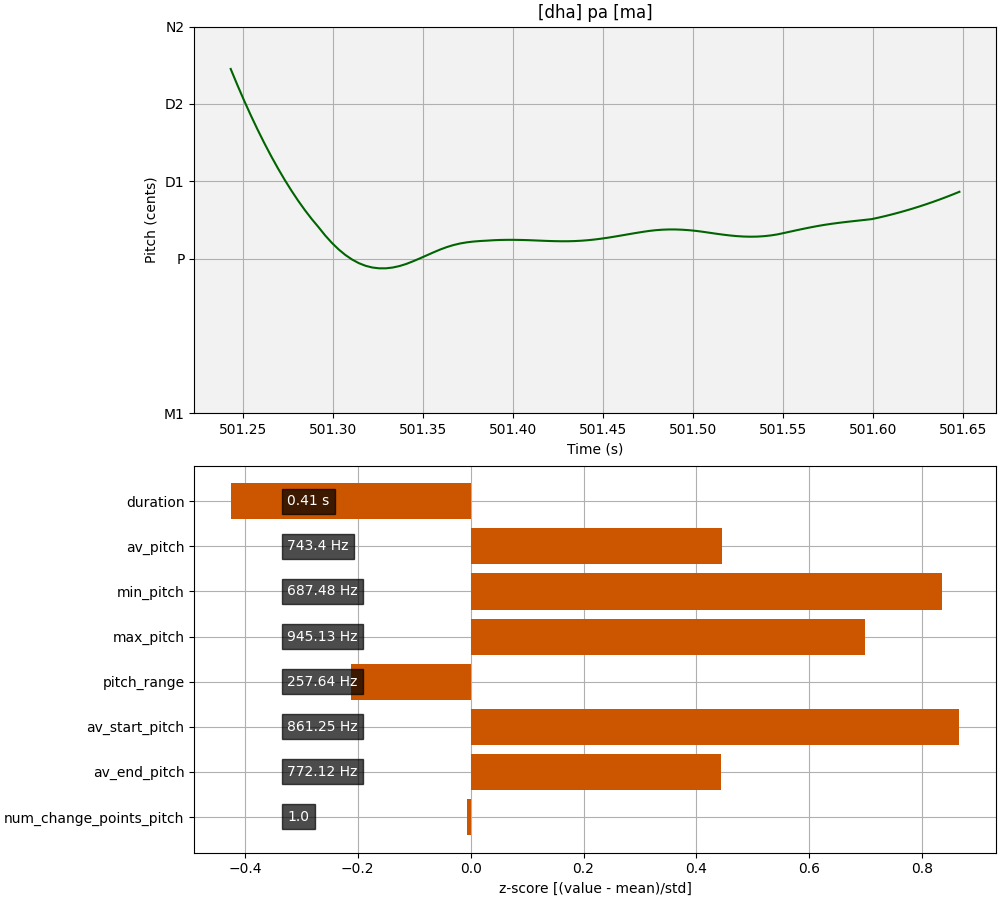 [dha] pa [ma]
N2
D2
D1
P
M1
Pitch (cents)
501.25 501.30 501.35 501.40 501.45 501.50 501.55 501.60 501.65
Time (s)
duration 0.41 s
av_pitch 743.4 Hz
min_pitch 687.48 Hz
max_pitch 945.13 Hz
pitch_range 257.64 Hz
av_start_pitch 861.25 Hz
av_end_pitch 772.12 Hz
num_change_points_pitch 1.0
−0.4 −0.2 0.0 0.2 0.4 0.6 0.8
z-score [(value - mean)/std]